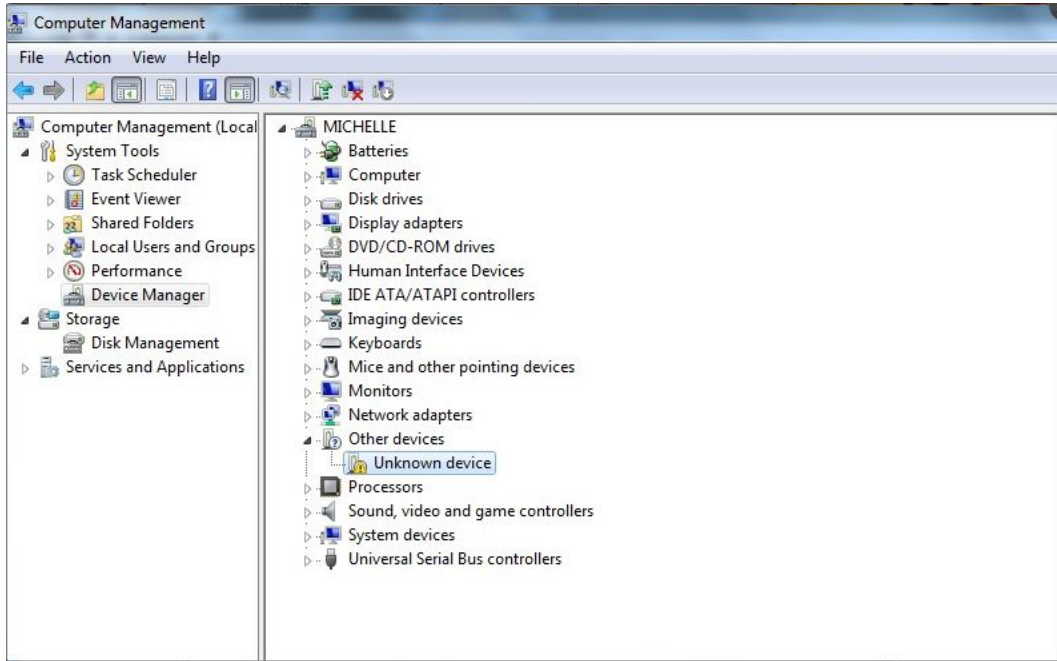 Computer Management
File Action View Help
Computer Management (Local
System Tools
Task Scheduler
Event Viewer
Shared Folders
Local Users and Groups
Performance
Device Manager
Storage
Disk Management
Services and Applications
MICHELLE
Batteries
Computer
Disk drives
Display adapters
DVD/CD-ROM drives
Human Interface Devices
IDE ATA/ATAPI controllers
Imaging devices
Keyboards
Mice and other pointing devices
Monitors
Network adapters
Other devices
Unknown device
Processors
Sound, video and game controllers
System devices
Universal Serial Bus controllers